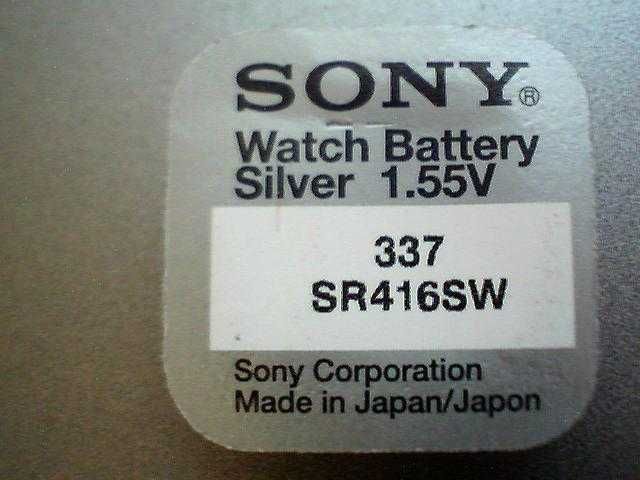 SONY®
Watch Battery
Silver 1.55V
337
SR416SW
Sony Corporation
Made in Japan/Japon